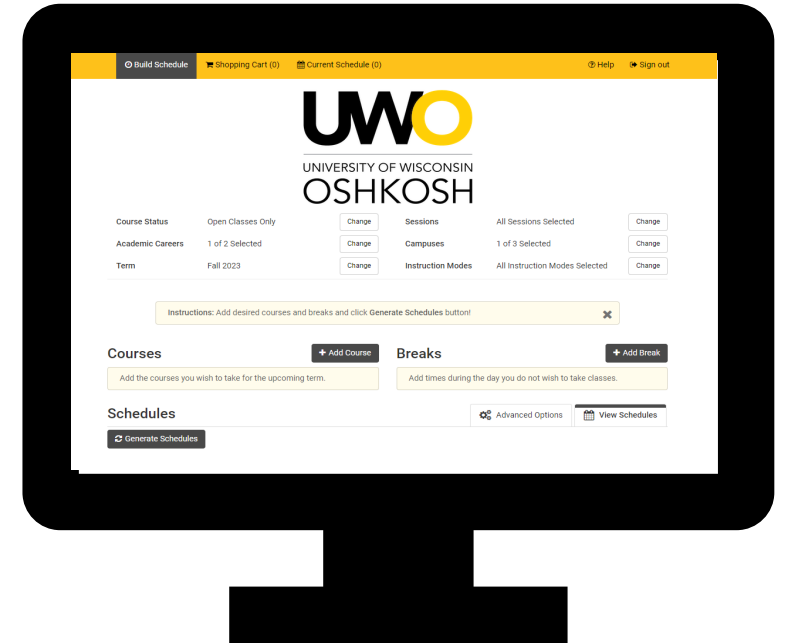 Build Schedule Shopping Cart (0) Current Schedule (0) Help Sign out
UWO
UNIVERSITY OF WISCONSIN
OSHKOSH
Course Status Open Classes Only Change Sessions All Sessions Selected Change
Academic Careers 1 of 2 Selected Change Campuses 1 of 3 Selected Change
Term Fall 2023 Change Instruction Modes All Instruction Modes Selected Change
Instructions: Add desired courses and breaks and click Generate Schedules button!
Courses + Add Course Breaks + Add Break
Add the courses you wish to take for the upcoming term. Add times during the day you do not wish to take classes.
Schedules Advanced Options View Schedules
Generate Schedules